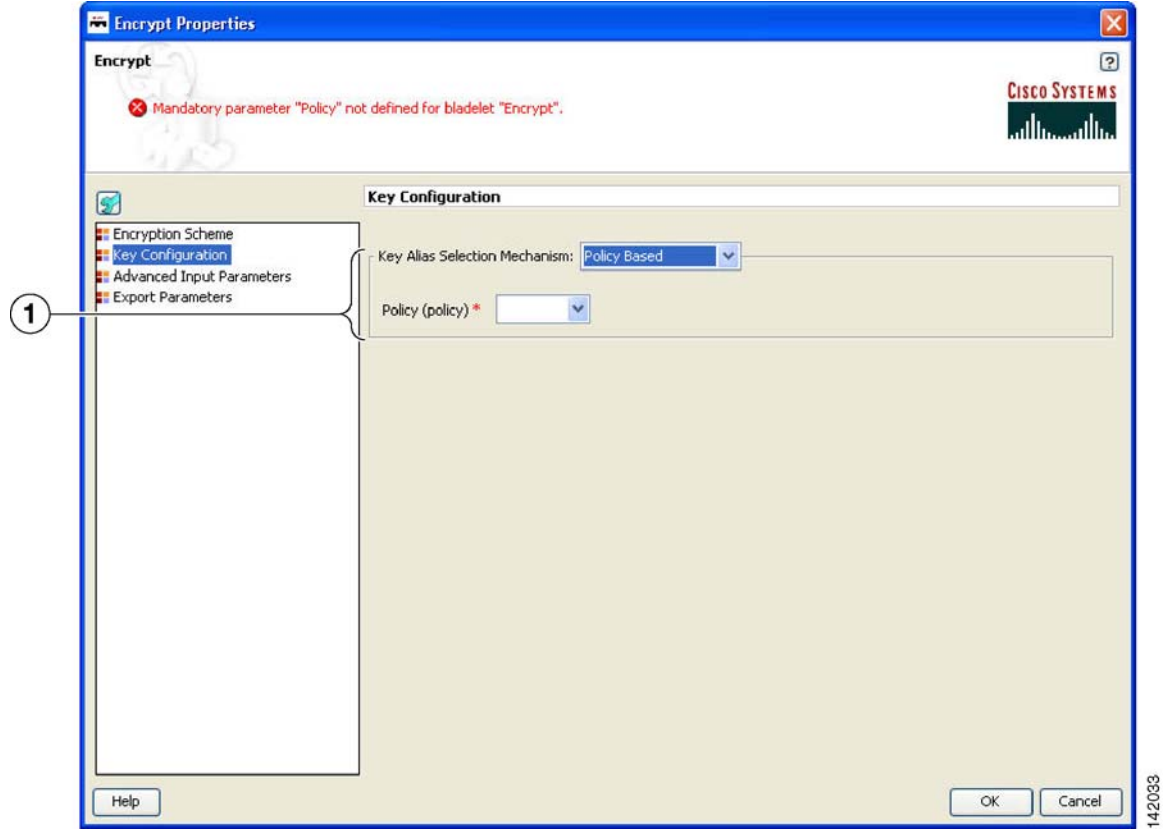 Encrypt Properties
Encrypt
Mandatory parameter "Policy" not defined for bladelet "Encrypt".
CISCO SYSTEMS
Key Configuration
Encryption Scheme
Key Configuration
Advanced Input Parameters
Export Parameters
Key Alias Selection Mechanism: Policy Based
Policy (policy) *
1
Help
OK
Cancel
142033